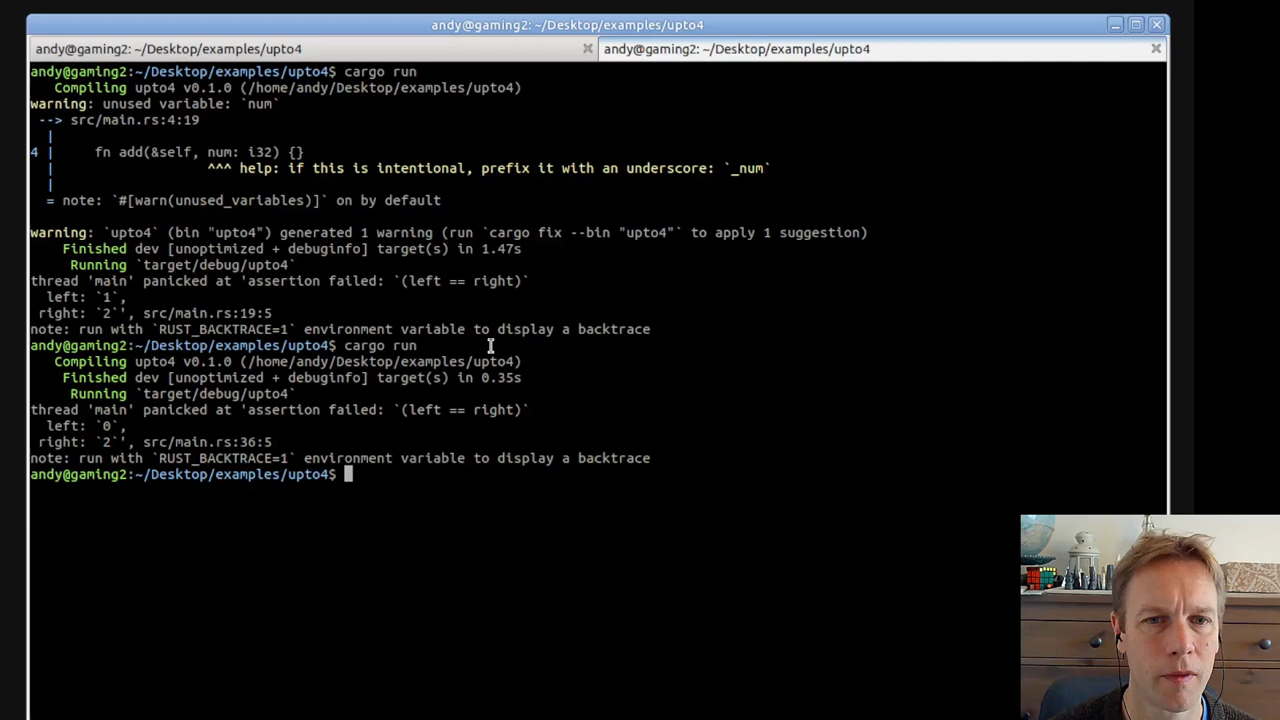 andy@gaming2: ~/Desktop/examples/upto4
andy@gaming2: ~/Desktop/examples/upto4
andy@gaming2: ~/Desktop/examples/upto4
andy@gaming2:~/Desktop/examples/upto4$ cargo run
   Compiling upto4 v0.1.0 (/home/andy/Desktop/examples/upto4)
warning: unused variable: `num`
 --> src/main.rs:4:19
  |
4 |     fn add(&self, num: i32) {}
  |                   ^^^ help: if this is intentional, prefix it with an underscore: `_num`
  |
  = note: `#[warn(unused_variables)]` on by default
warning: `upto4` (bin "upto4") generated 1 warning (run `cargo fix --bin "upto4"` to apply 1 suggestion)
    Finished dev [unoptimized + debuginfo] target(s) in 1.47s
     Running `target/debug/upto4`
thread 'main' panicked at 'assertion failed: `(left == right)`
  left: `1`,
 right: `2`', src/main.rs:19:5
note: run with `RUST_BACKTRACE=1` environment variable to display a backtrace
andy@gaming2:~/Desktop/examples/upto4$ cargo run
   Compiling upto4 v0.1.0 (/home/andy/Desktop/examples/upto4)
    Finished dev [unoptimized + debuginfo] target(s) in 0.35s
     Running `target/debug/upto4`
thread 'main' panicked at 'assertion failed: `(left == right)`
  left: `0`,
 right: `2`', src/main.rs:36:5
note: run with `RUST_BACKTRACE=1` environment variable to display a backtrace
andy@gaming2:~/Desktop/examples/upto4$